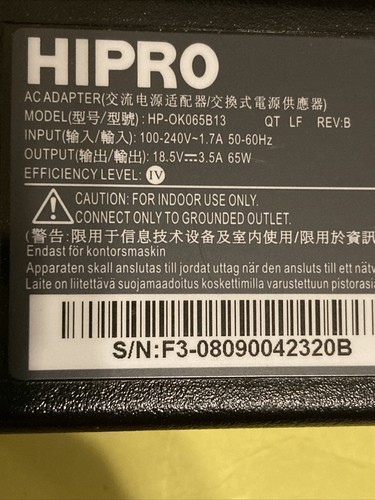 HIPRO
AC ADAPTER(交流电源适配器/交換式電源供應器)
MODEL(型号/型號) : HP-OK065B13 QT LF REV:B
INPUT(输入/輸入): 100-240V~1.7A 50-60Hz
OUTPUT(输出/輸出): 18.5V⎓3.5A 65W
EFFICIENCY LEVEL: IV
CAUTION: FOR INDOOR USE ONLY.
CONNECT ONLY TO GROUNDED OUTLET.
(警告: 限用于信息技术设备及室内使用/限用於資訊
Endast för kontorsmaskin
Apparaten skall anslutas till jordat uttag när den ansluts till ett nätv
Laite on liitettävä suojamaadoitus koskettimilla varustettuun pistorasia
S/N:F3-08090042320B